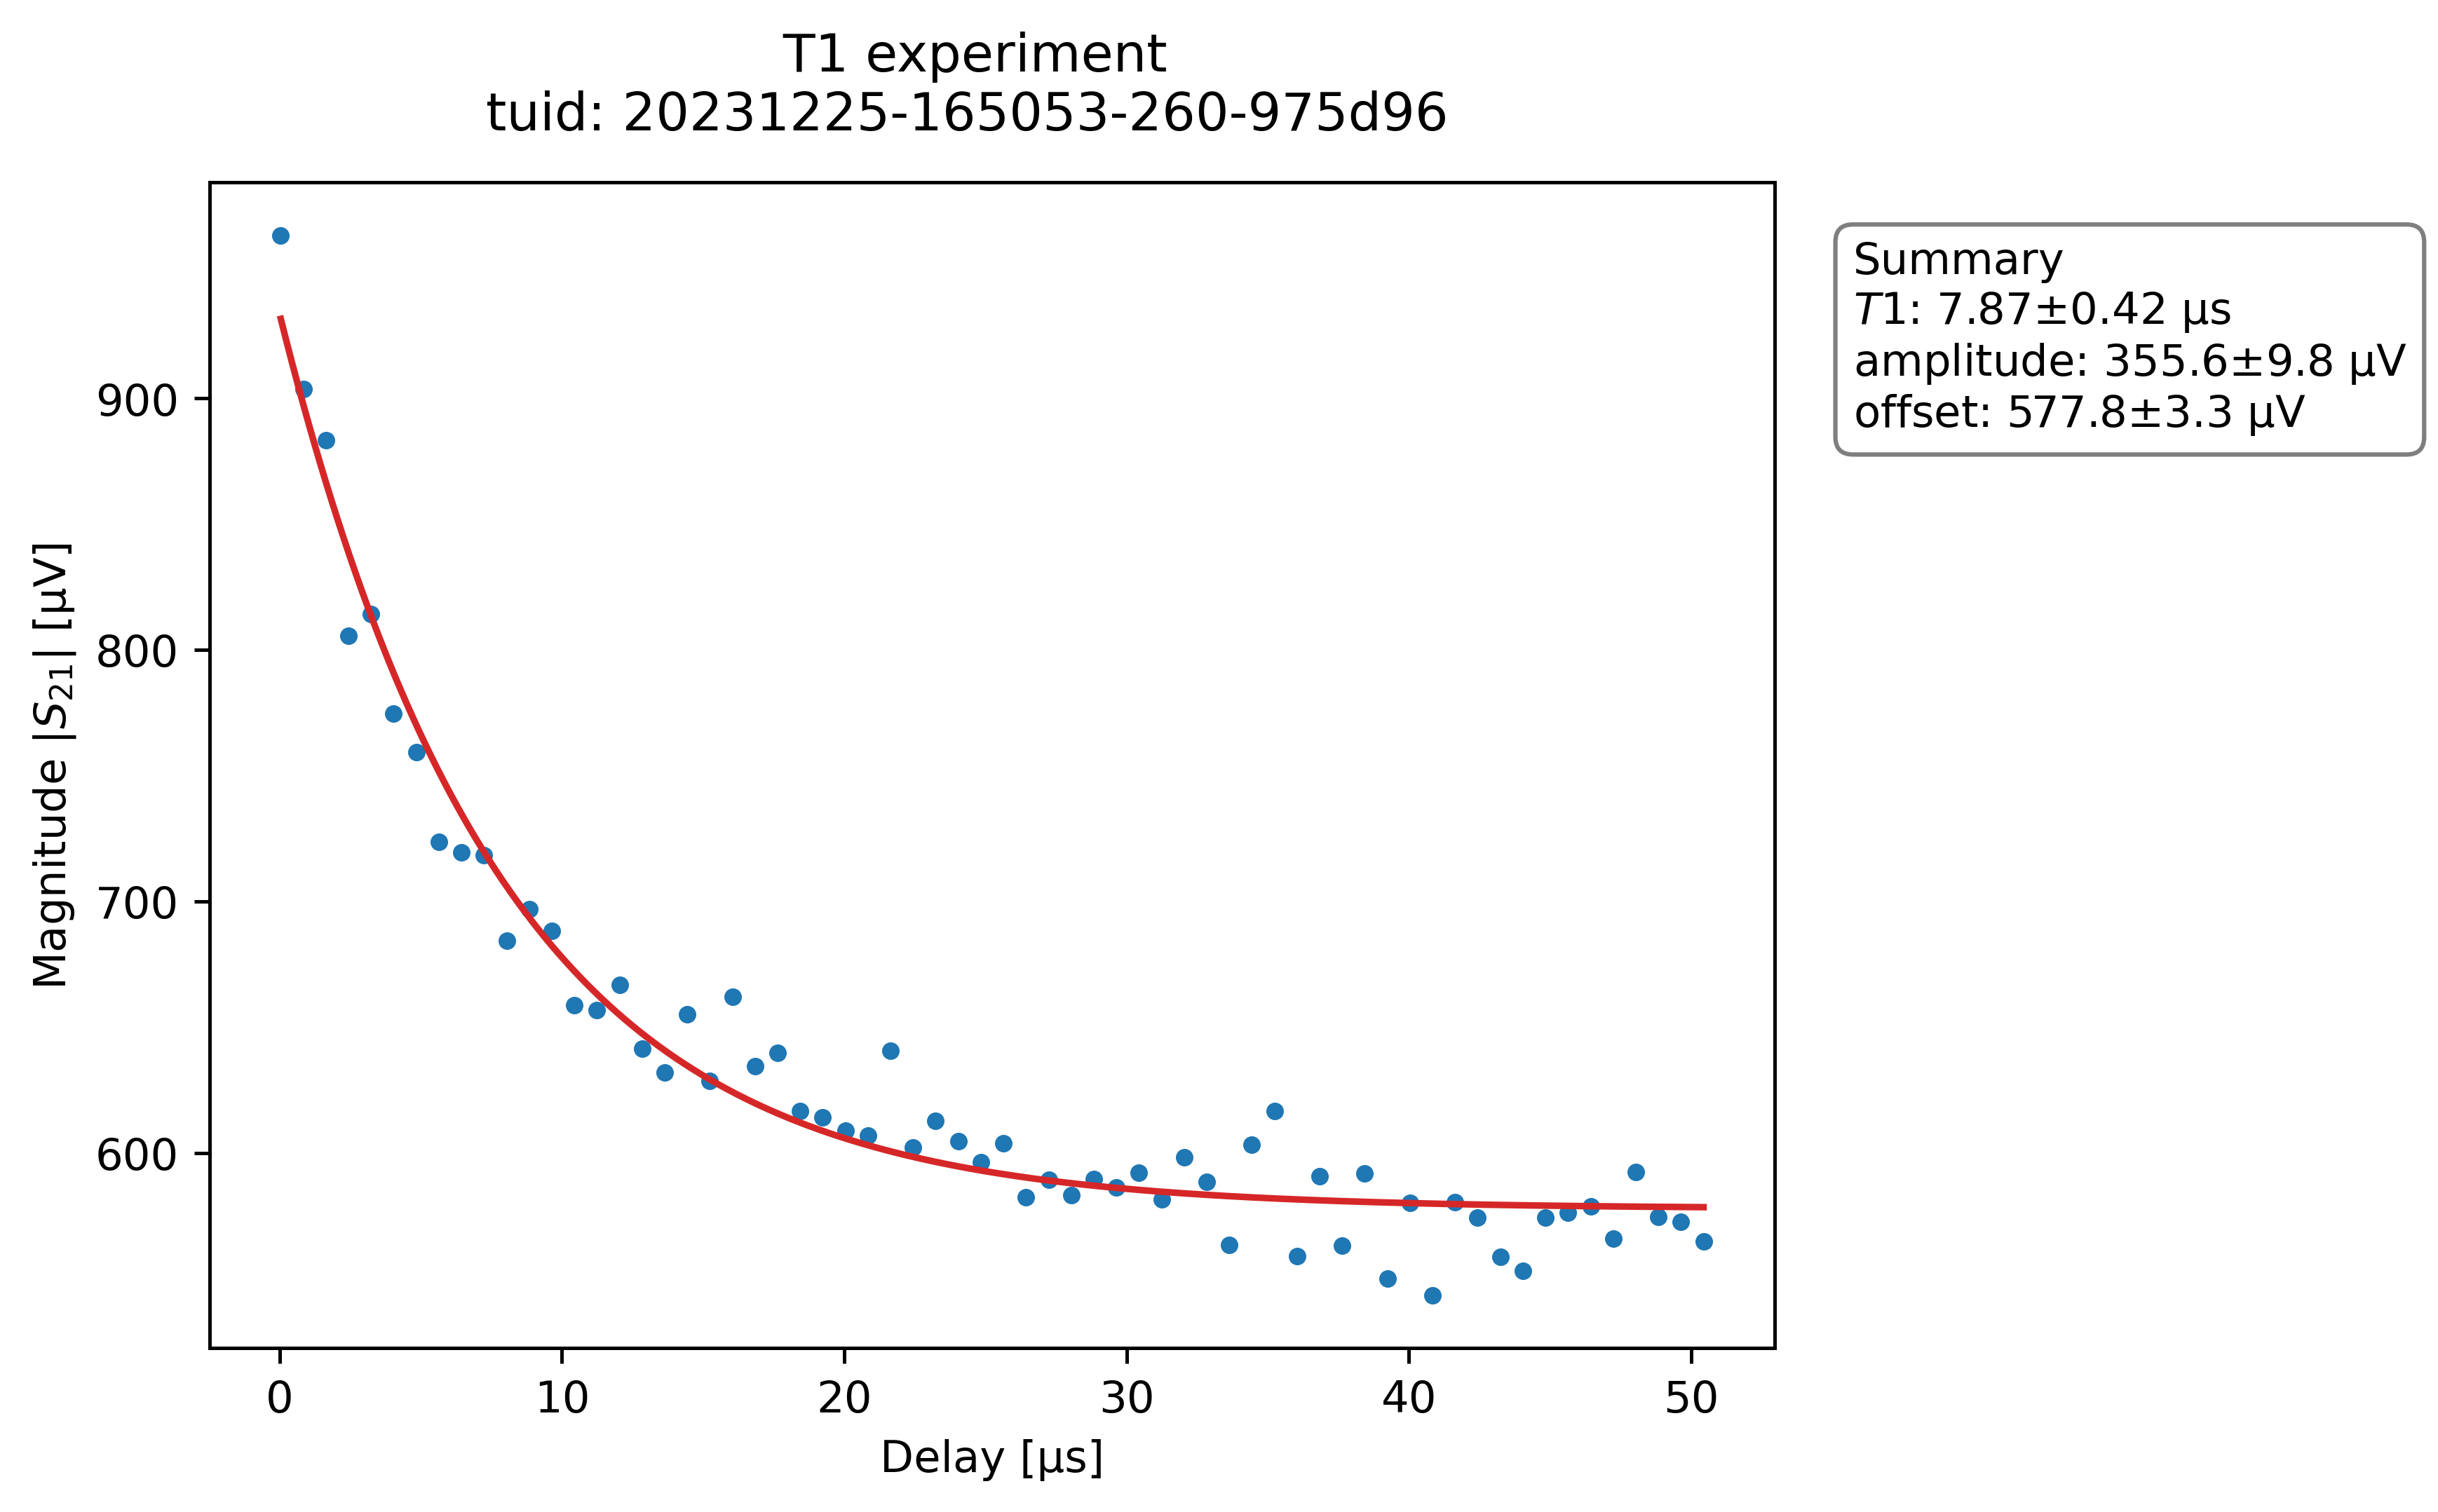 T1 experiment
tuid: 20231225-165053-260-975d96
Summary
T1: 7.87±0.42 µs
amplitude: 355.6±9.8 µV
offset: 577.8±3.3 µV
Magnitude |S21| [µV]
900
800
700
600
0 10 20 30 40 50
Delay [µs]